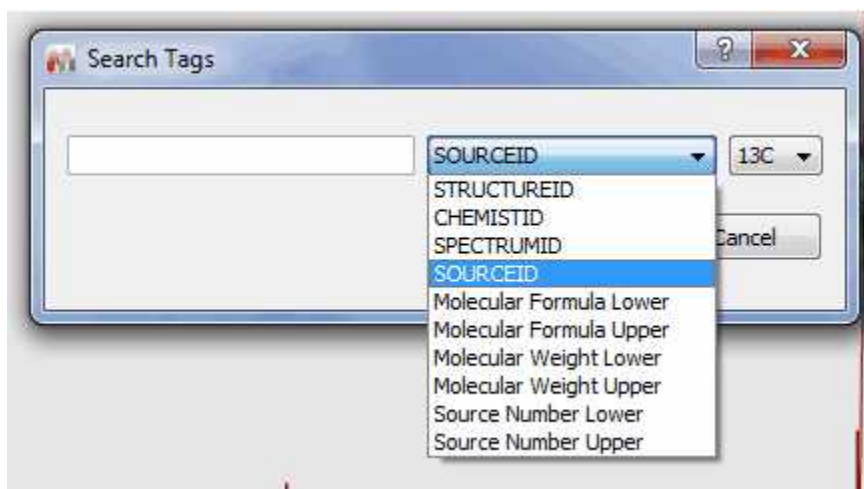 Search Tags
SOURCEID
13C
STRUCTUREID
CHEMISTID
SPECTRUMID
Cancel
SOURCEID
Molecular Formula Lower
Molecular Formula Upper
Molecular Weight Lower
Molecular Weight Upper
Source Number Lower
Source Number Upper